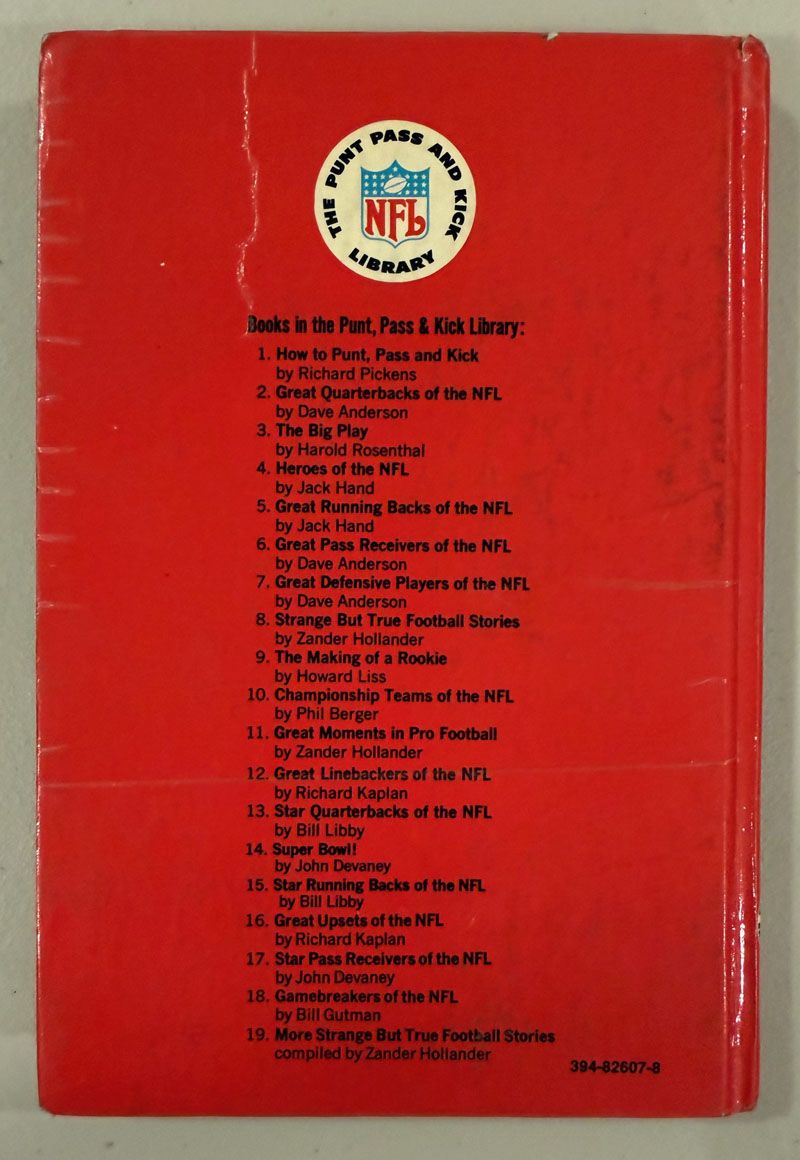 THE PUNT PASS AND KICK
NFL
LIBRARY
Books in the Punt, Pass & Kick Library:
1. How to Punt, Pass and Kick
by Richard Pickens
2. Great Quarterbacks of the NFL
by Dave Anderson
3. The Big Play
by Harold Rosenthal
4. Heroes of the NFL
by Jack Hand
5. Great Running Backs of the NFL
by Jack Hand
6. Great Pass Receivers of the NFL
by Dave Anderson
7. Great Defensive Players of the NFL
by Dave Anderson
8. Strange But True Football Stories
by Zander Hollander
9. The Making of a Rookie
by Howard Liss
10. Championship Teams of the NFL
by Phil Berger
11. Great Moments in Pro Football
by Zander Hollander
12. Great Linebackers of the NFL
by Richard Kaplan
13. Star Quarterbacks of the NFL
by Bill Libby
14. Super Bowl!
by John Devaney
15. Star Running Backs of the NFL
by Bill Libby
16. Great Upsets of the NFL
by Richard Kaplan
17. Star Pass Receivers of the NFL
by John Devaney
18. Gamebreakers of the NFL
by Bill Gutman
19. More Strange But True Football Stories
compiled by Zander Hollander
394-82607-8